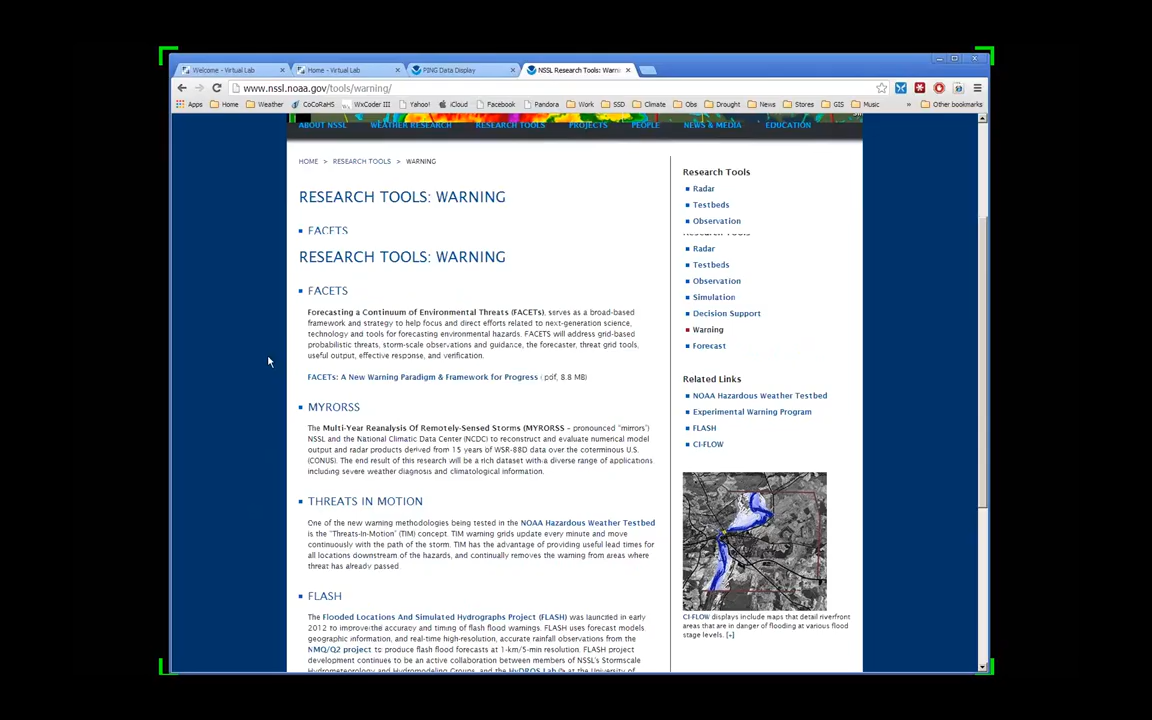 Welcome - Virtual Lab
Home - Virtual Lab
PING Data Display
NSSL Research Tools: Warn
www.nssl.noaa.gov/tools/warning/
Apps Home Weather CoCoRaHS WxCoder III Yahoo! iCloud Facebook Pandora Work SSD Climate Obs Drought News Stores GIS Music » Other bookmarks
ABOUT NSSL WEATHER RESEARCH RESEARCH TOOLS PROJECTS PEOPLE NEWS & MEDIA EDUCATION
HOME > RESEARCH TOOLS > WARNING
RESEARCH TOOLS: WARNING
FACETS
RESEARCH TOOLS: WARNING
FACETS
Forecasting a Continuum of Environmental Threats (FACETs), serves as a broad-based
framework and strategy to help focus and direct efforts related to next-generation science,
technology and tools for forecasting environmental hazards. FACETS will address grid-based
probabilistic threats, storm-scale observations and guidance, the forecaster, threat grid tools,
useful output, effective response, and verification.
FACETs: A New Warning Paradigm & Framework for Progress (pdf, 8.8 MB)
MYRORSS
The Multi-Year Reanalysis Of Remotely-Sensed Storms (MYRORSS – pronounced "mirrors")
NSSL and the National Climatic Data Center (NCDC) to reconstruct and evaluate numerical model
output and radar products derived from 15 years of WSR-88D data over the coterminous U.S.
(CONUS). The end result of this research will be a rich dataset with a diverse range of applications
including severe weather diagnosis and climatological information.
THREATS IN MOTION
One of the new warning methodologies being tested in the NOAA Hazardous Weather Testbed
is the "Threats-In-Motion" (TIM) concept. TIM warning grids update every minute and move
continuously with the path of the storm. TIM has the advantage of providing useful lead times for
all locations downstream of the hazards, and continually removes the warning from areas where
threat has already passed.
FLASH
The Flooded Locations And Simulated Hydrographs Project (FLASH) was launched in early
2012 to improve the accuracy and timing of flash flood warnings. FLASH uses forecast models
geographic information, and real-time high-resolution, accurate rainfall observations from the
NMQ/Q2 project to produce flash flood forecasts at 1-km/5-min resolution. FLASH project
development continues to be an active collaboration between members of NSSL's Stormscale
Hydrometeorology and Hydromodeling Groups, and the HyDROS Lab at the University of
Research Tools
Radar
Testbeds
Observation
Research Tools
Radar
Testbeds
Observation
Simulation
Decision Support
Warning
Forecast
Related Links
NOAA Hazardous Weather Testbed
Experimental Warning Program
FLASH
CI-FLOW
CI-FLOW displays include maps that detail riverfront
areas that are in danger of flooding at various flood
stage levels. [+]